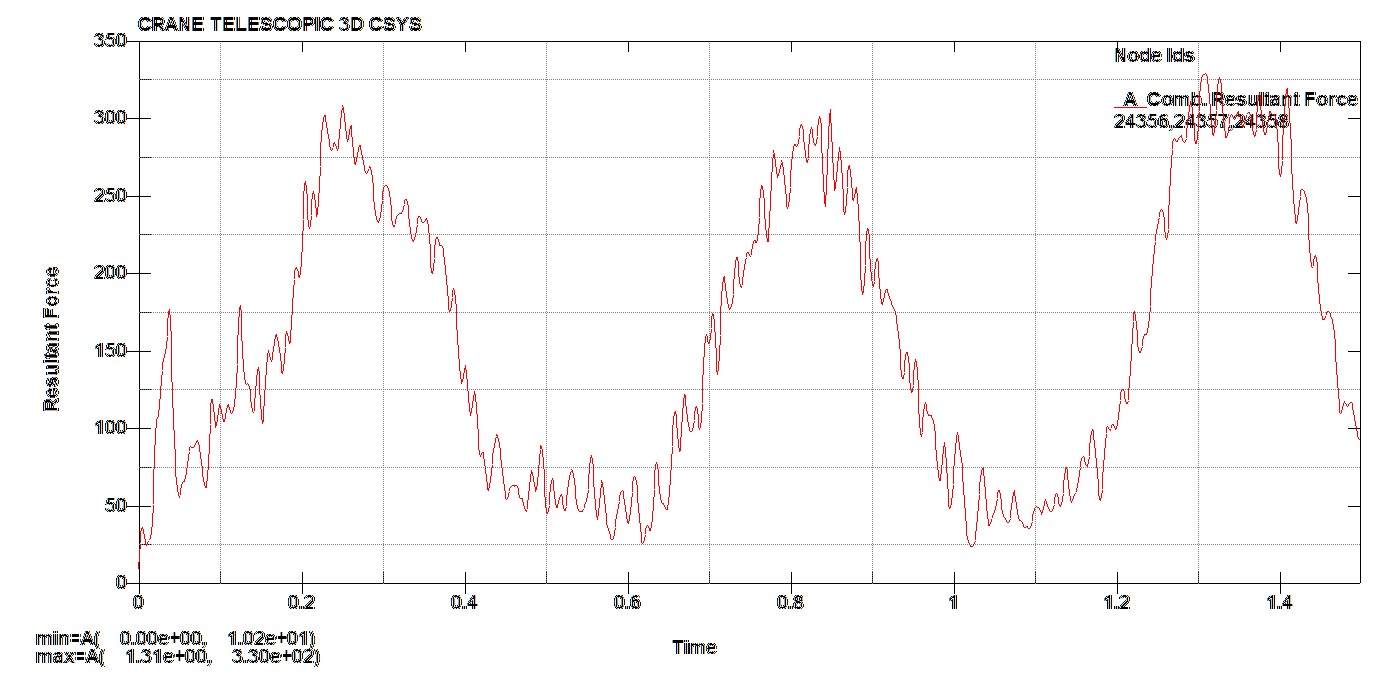 CRANE TELESCOPIC 3D CSYS
350
Node Ids
A Comb. Resultant Force
24356,24357,24358
300
250
200
150
100
50
0
Resultant Force
0 0.2 0.4 0.6 0.8 1 1.2 1.4
Time
min=A( 0.00e+00, 1.02e+01)
max=A( 1.31e+00, 3.30e+02)